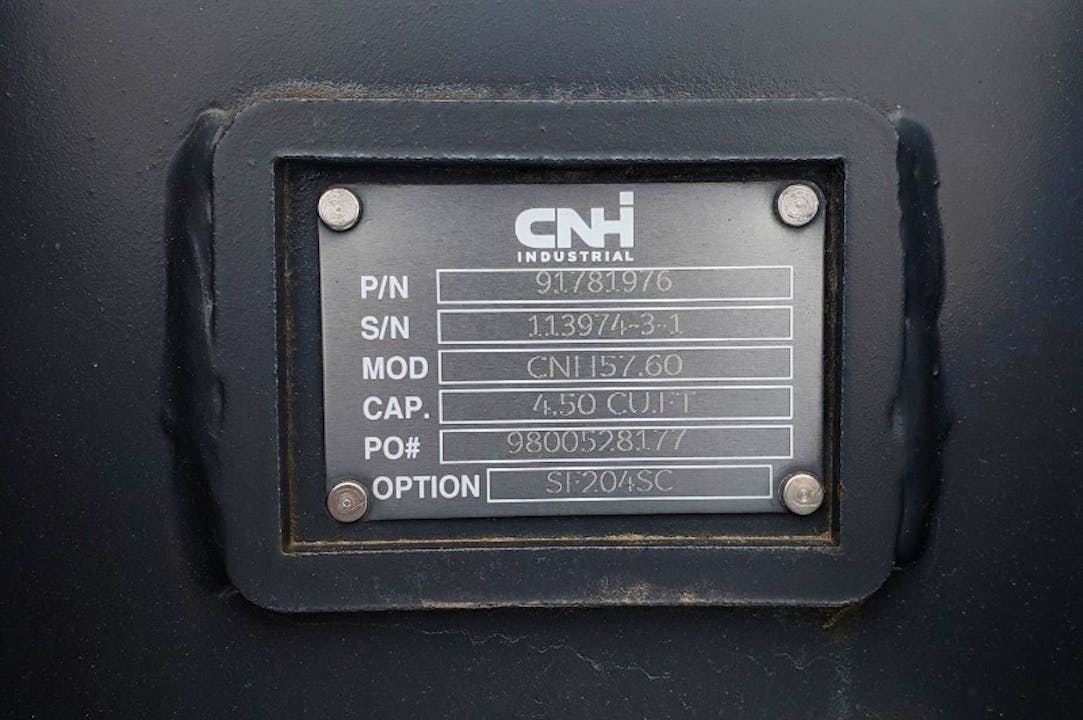 CNH
INDUSTRIAL
P/N 91781976
S/N 113974-3-1
MOD CNH57.60
CAP. 4.50 CU.FT
PO# 9800528177
OPTION SF204SC